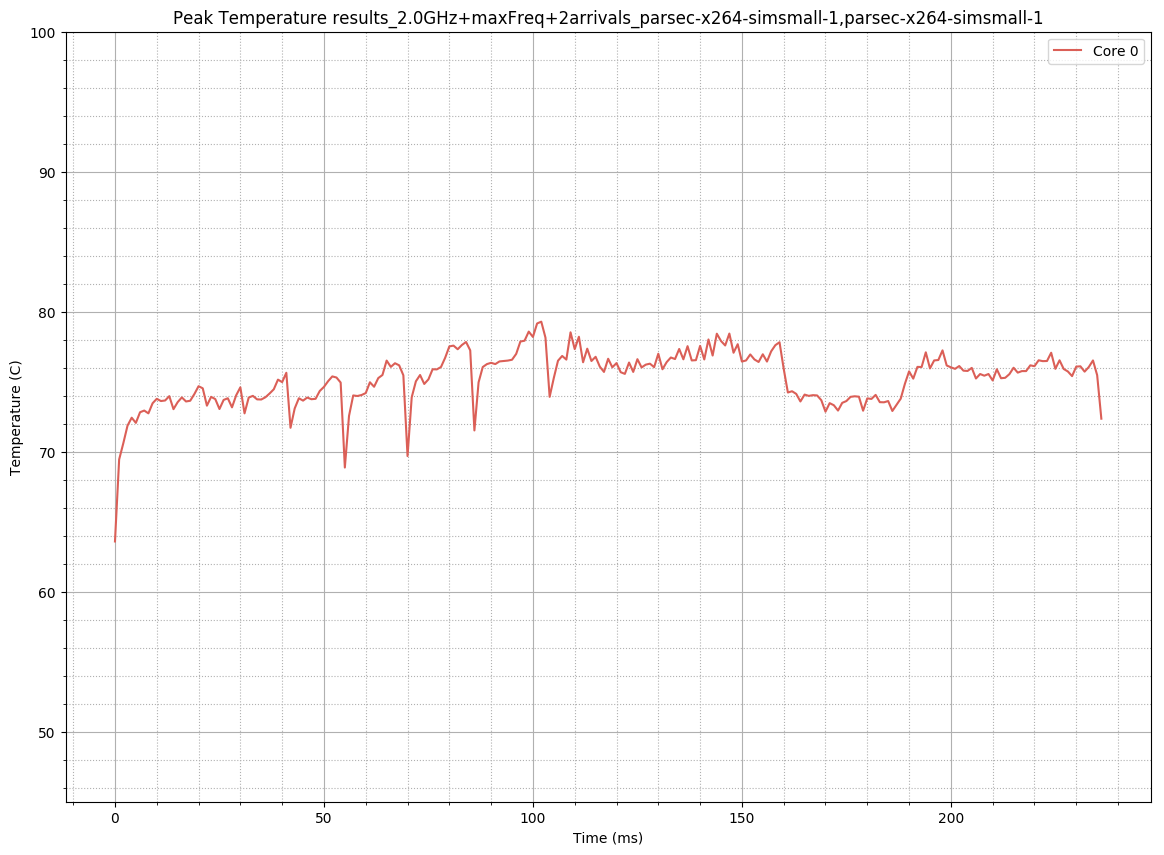 Peak Temperature results_2.0GHz+maxFreq+2arrivals_parsec-x264-simsmall-1,parsec-x264-simsmall-1
Core 0
100
90
80
70
60
50
Temperature (C)
0 50 100 150 200
Time (ms)